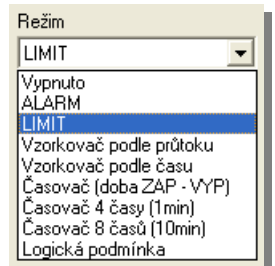 Režim
LIMIT
Vypnuto
ALARM
LIMIT
Vzorkovač podle průtoku
Vzorkovač podle času
Časovač (doba ZAP - VYP)
Časovač 4 časy (1min)
Časovač 8 časů (10min)
Logická podmínka